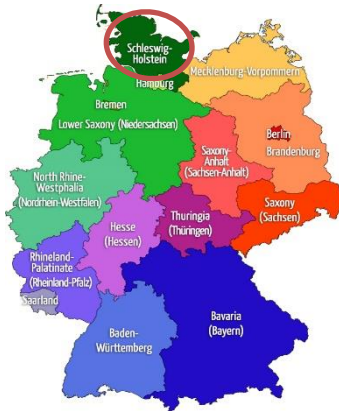 Schleswig-
Holstein
Mecklenburg-Vorpommern
Hamburg
Bremen
Lower Saxony (Niedersachsen)
Berlin
Brandenburg
Saxony-
Anhalt
(Sachsen-Anhalt)
North Rhine-
Westphalia
(Nordrhein-Westfalen)
Hesse
(Hessen)
Thuringia
(Thüringen)
Saxony
(Sachsen)
Rhineland-
Palatinate
(Rheinland-Pfalz)
Saarland
Baden-
Württemberg
Bavaria
(Bayern)